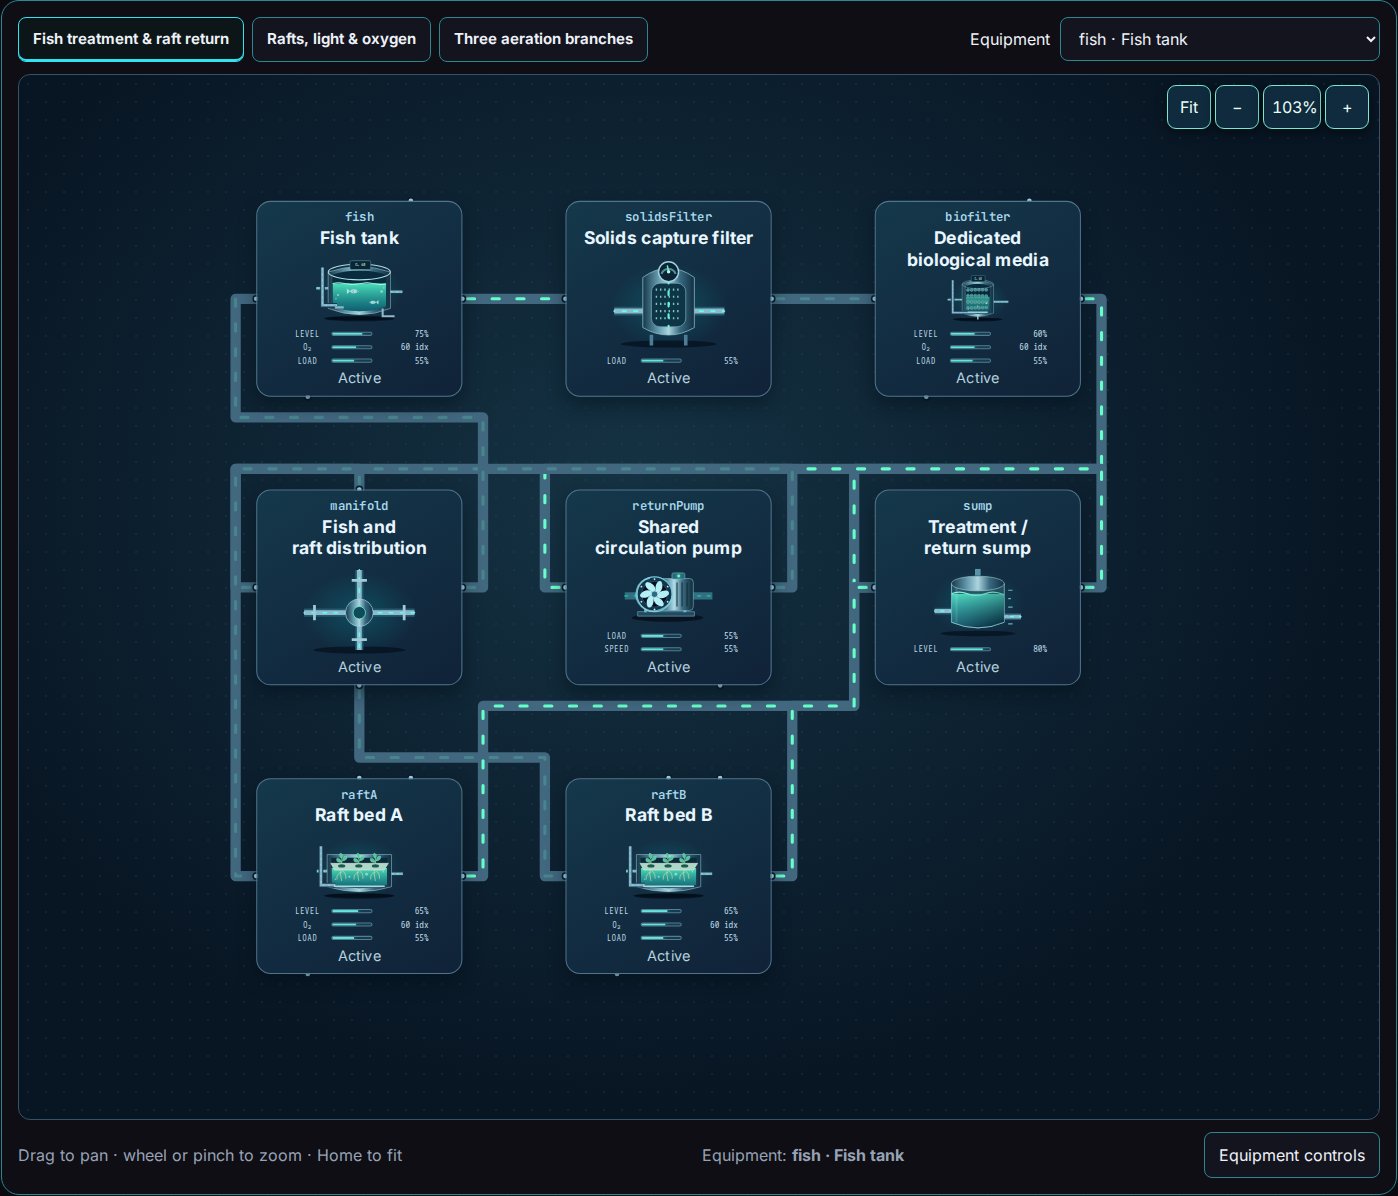 Fish treatment & raft return
Rafts, light & oxygen
Three aeration branches
Equipment
fish · Fish tank
Fit
−
103%
+
fish
Fish tank
LEVEL 75%
O₂ 60 idx
LOAD 55%
Active
solidsFilter
Solids capture filter
LOAD 55%
Active
biofilter
Dedicated
biological media
LEVEL 60%
O₂ 60 idx
LOAD 55%
Active
manifold
Fish and
raft distribution
Active
returnPump
Shared
circulation pump
LOAD 55%
SPEED 55%
Active
sump
Treatment /
return sump
LEVEL 80%
Active
raftA
Raft bed A
LEVEL 65%
O₂ 60 idx
LOAD 55%
Active
raftB
Raft bed B
LEVEL 65%
O₂ 60 idx
LOAD 55%
Active
Drag to pan · wheel or pinch to zoom · Home to fit
Equipment: fish · Fish tank
Equipment controls